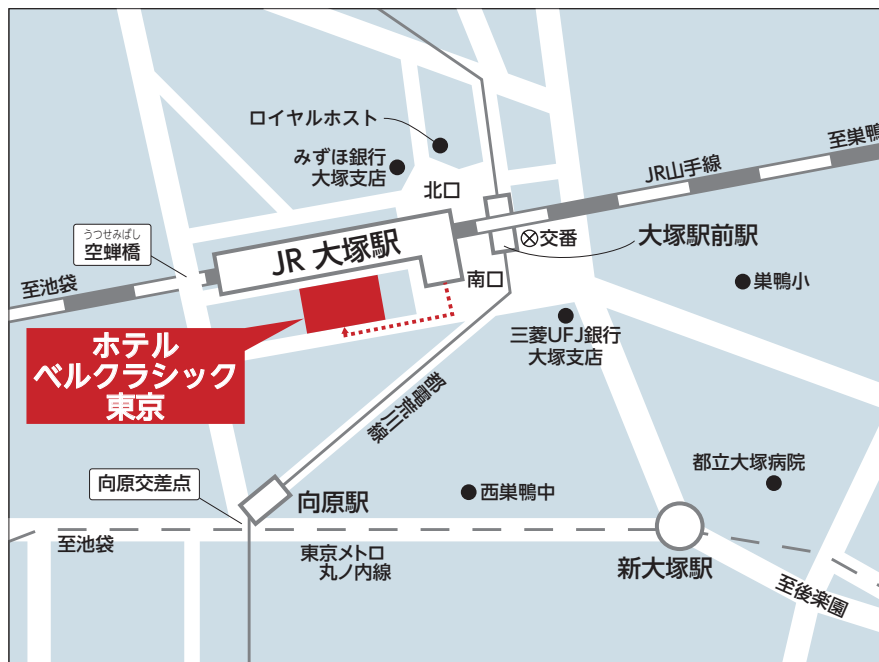 ロイヤルホスト
みずほ銀行
大塚支店
北口
JR山手線
至巣鴨
うつせみばし
空蝉橋
JR 大塚駅
交番
大塚駅前駅
至池袋
南口
巣鴨小
三菱UFJ銀行
大塚支店
ホテル
ベルクラシック
東京
都電荒川線
都立大塚病院
向原交差点
向原駅
西巣鴨中
至池袋
東京メトロ
丸ノ内線
新大塚駅
至後楽園